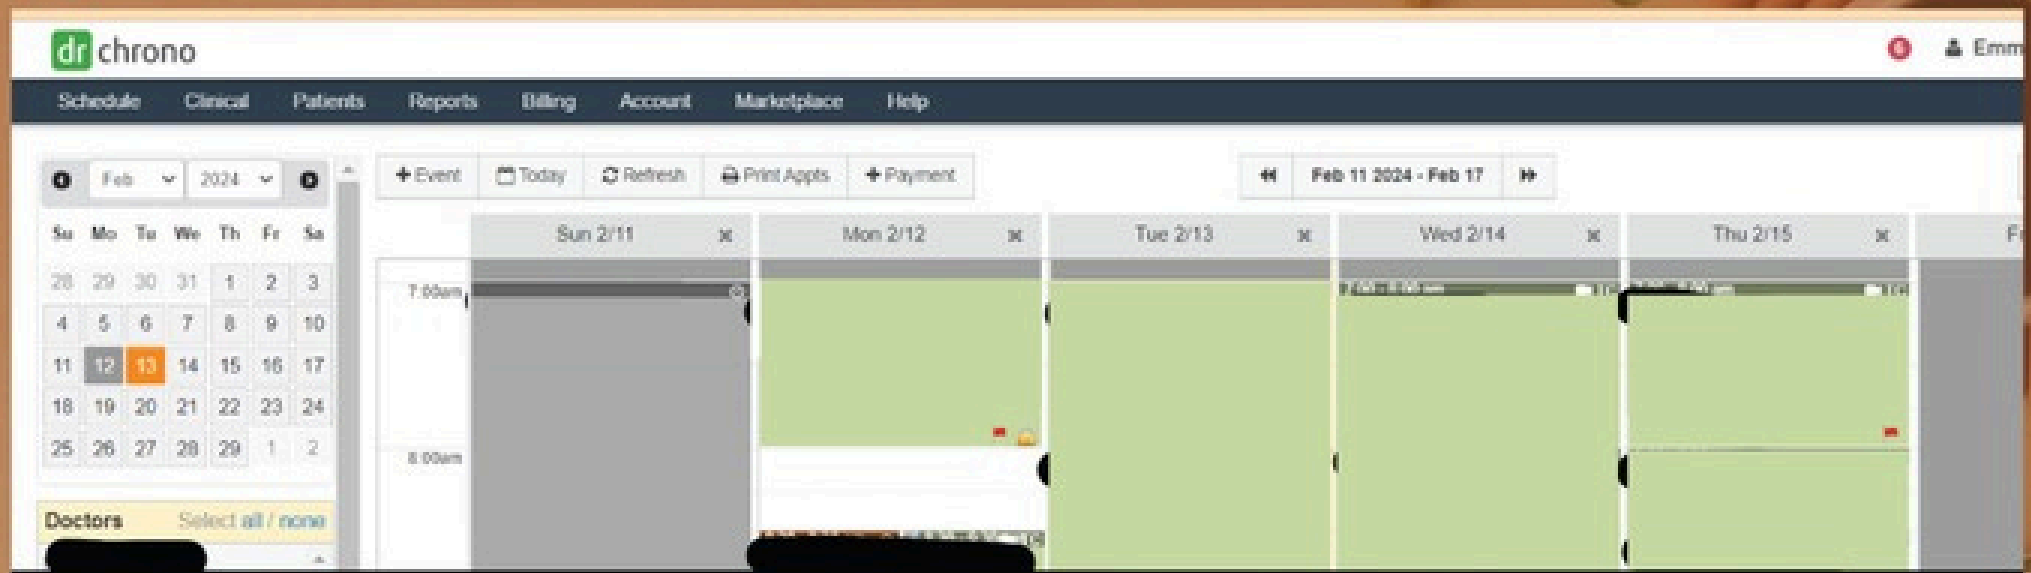 dr chrono
6 Emm
Schedule Clinical Patients Reports Billing Account Marketplace Help
Feb 2024
Event Today Refresh Print Appts Payment
Feb 11 2024 - Feb 17
Su Mo Tu We Th Fr Sa
Sun 2/11 Mon 2/12 Tue 2/13 Wed 2/14 Thu 2/15 Fr
28 29 30 31 1 2 3
7:00am
4 5 6 7 8 9 10
11 12 13 14 15 16 17
18 19 20 21 22 23 24
25 26 27 28 29 1 2
8:00am
Doctors Select all / none